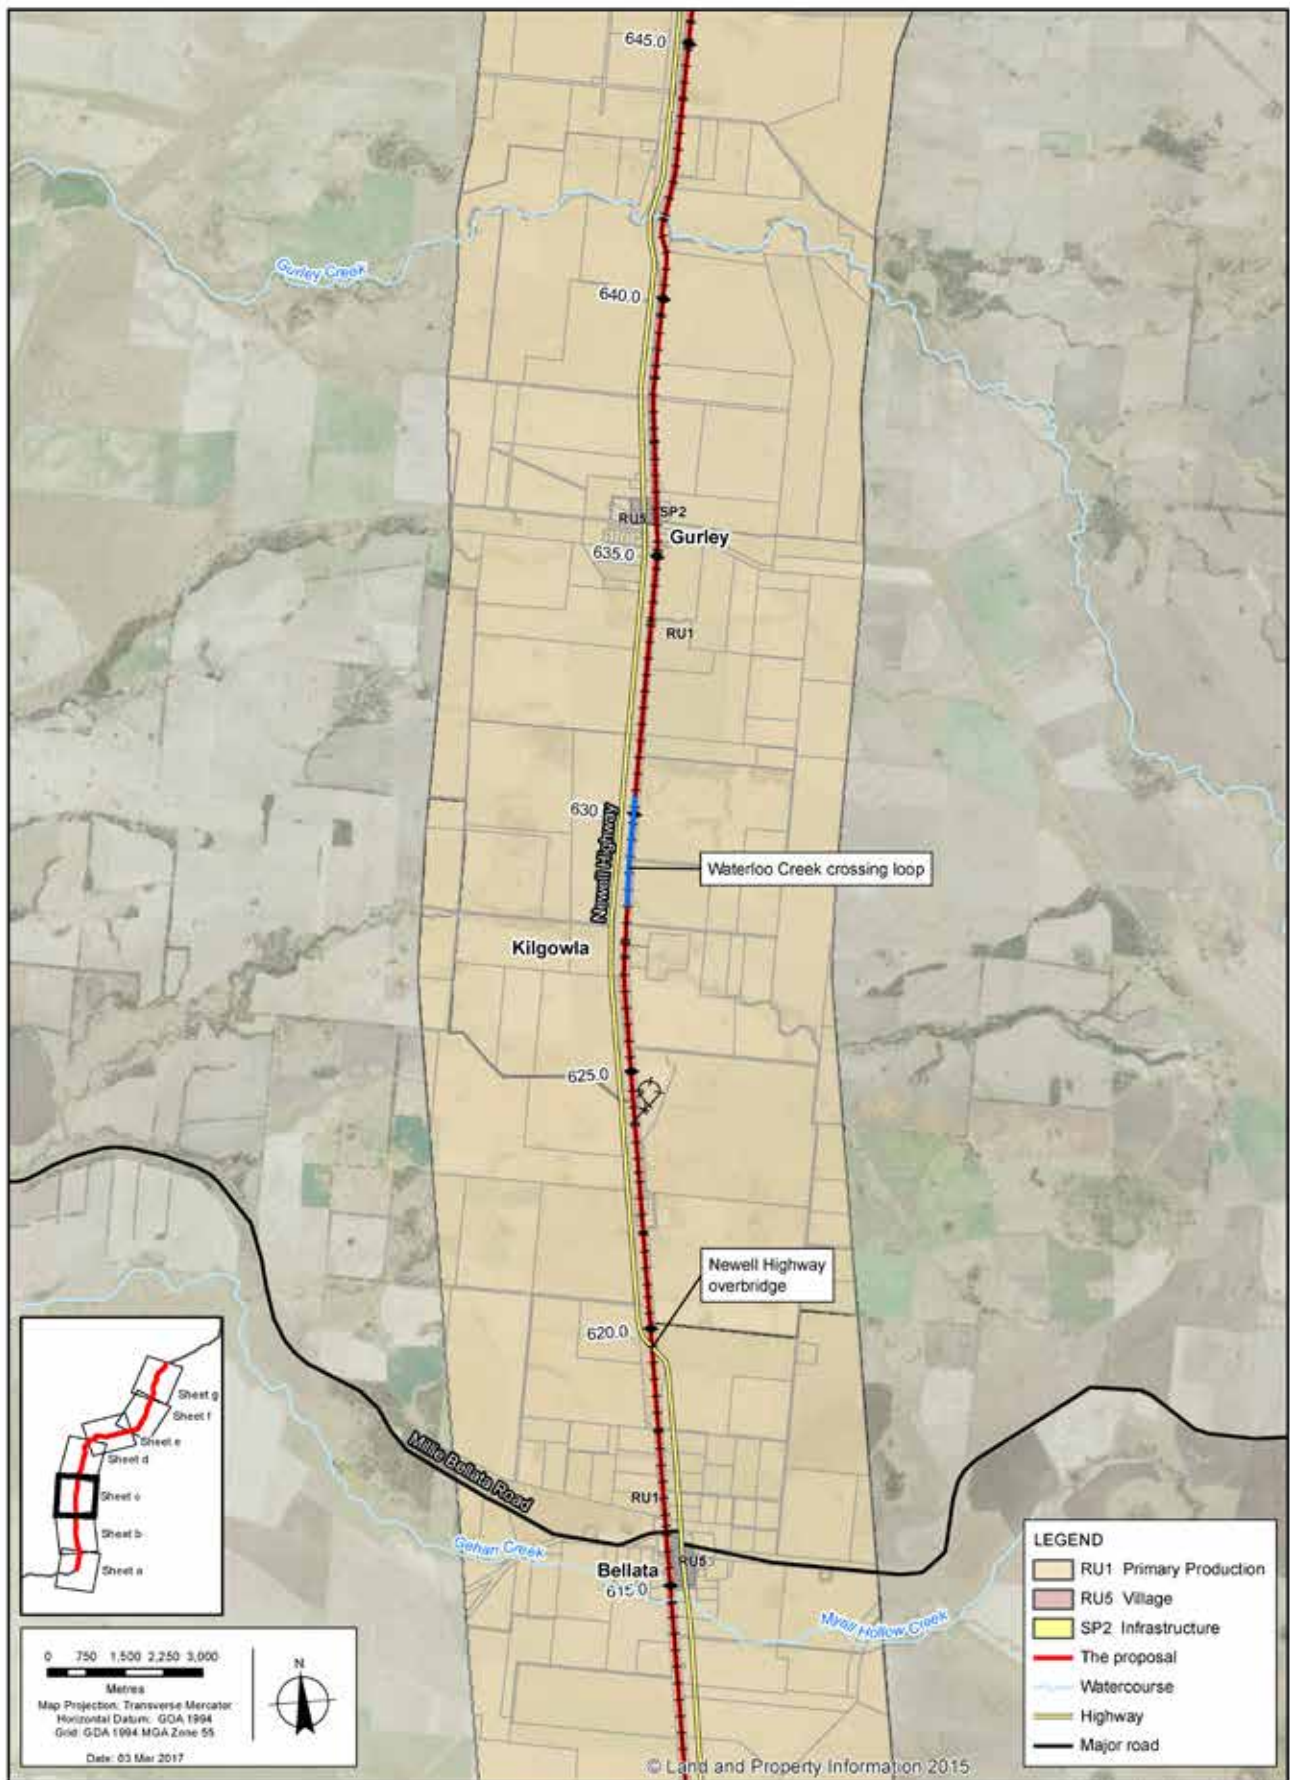 645.0
Gurley Creek
640.0
RU5
SP2
Gurley
635.0
RU1
630.
Newell Highway
Waterloo Creek crossing loop
Kilgowla
625.0
Newell Highway
overbridge
620.0
Millie Bellata Road
RU1
Gehan Creek
Bellata
RU5
615.0
Myall Hollow Creek
Sheet g
Sheet f
Sheet e
Sheet d
Sheet c
Sheet b
Sheet a
0 750 1,500 2,250 3,000
Metres
Map Projection: Transverse Mercator
Horizontal Datum: GDA 1994
Grid: GDA 1994 MGA Zone 55
Date: 03 Mar 2017
N
LEGEND
RU1 Primary Production
RU5 Village
SP2 Infrastructure
The proposal
Watercourse
Highway
Major road
© Land and Property Information 2015